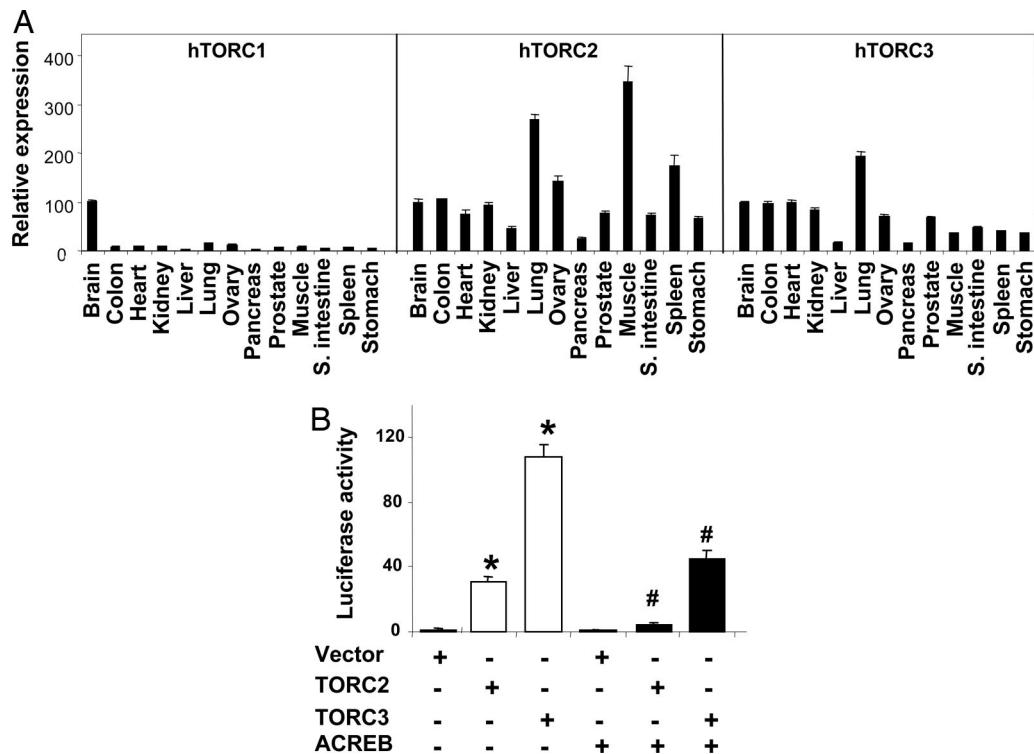 A
hTORC1 hTORC2 hTORC3
Relative expression
400
300
200
100
0
Brain Colon Heart Kidney Liver Lung Ovary Pancreas Prostate Muscle S. intestine Spleen Stomach
Brain Colon Heart Kidney Liver Lung Ovary Pancreas Prostate Muscle S. intestine Spleen Stomach
Brain Colon Heart Kidney Liver Lung Ovary Pancreas Prostate Muscle S. intestine Spleen Stomach
B
Luciferase activity
120
80
40
0
* * # #
Vector + - - + - -
TORC2 - + - - + -
TORC3 - - + - - +
ACREB - - - + + +